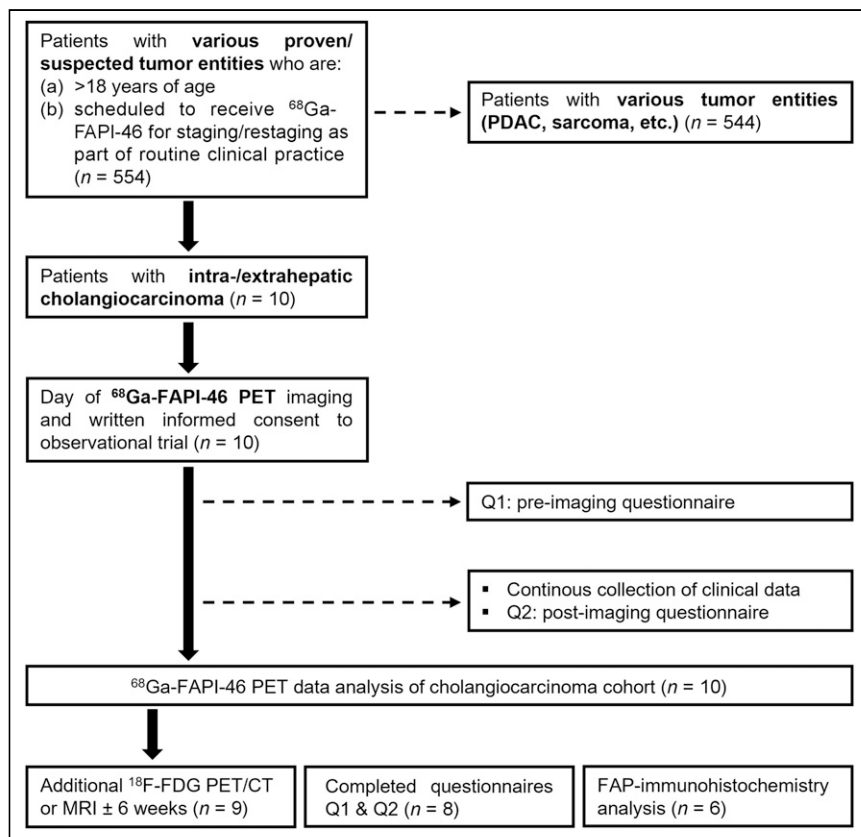 Patients with various proven/
suspected tumor entities who are:
(a) >18 years of age
(b) scheduled to receive ⁶⁸Ga-
FAPI-46 for staging/restaging as
part of routine clinical practice
(n = 554)
Patients with various tumor entities
(PDAC, sarcoma, etc.) (n = 544)
Patients with intra-/extrahepatic
cholangiocarcinoma (n = 10)
Day of ⁶⁸Ga-FAPI-46 PET imaging
and written informed consent to
observational trial (n = 10)
Q1: pre-imaging questionnaire
▪ Continous collection of clinical data
▪ Q2: post-imaging questionnaire
⁶⁸Ga-FAPI-46 PET data analysis of cholangiocarcinoma cohort (n = 10)
Additional ¹⁸F-FDG PET/CT
or MRI ± 6 weeks (n = 9)
Completed questionnaires
Q1 & Q2 (n = 8)
FAP-immunohistochemistry
analysis (n = 6)